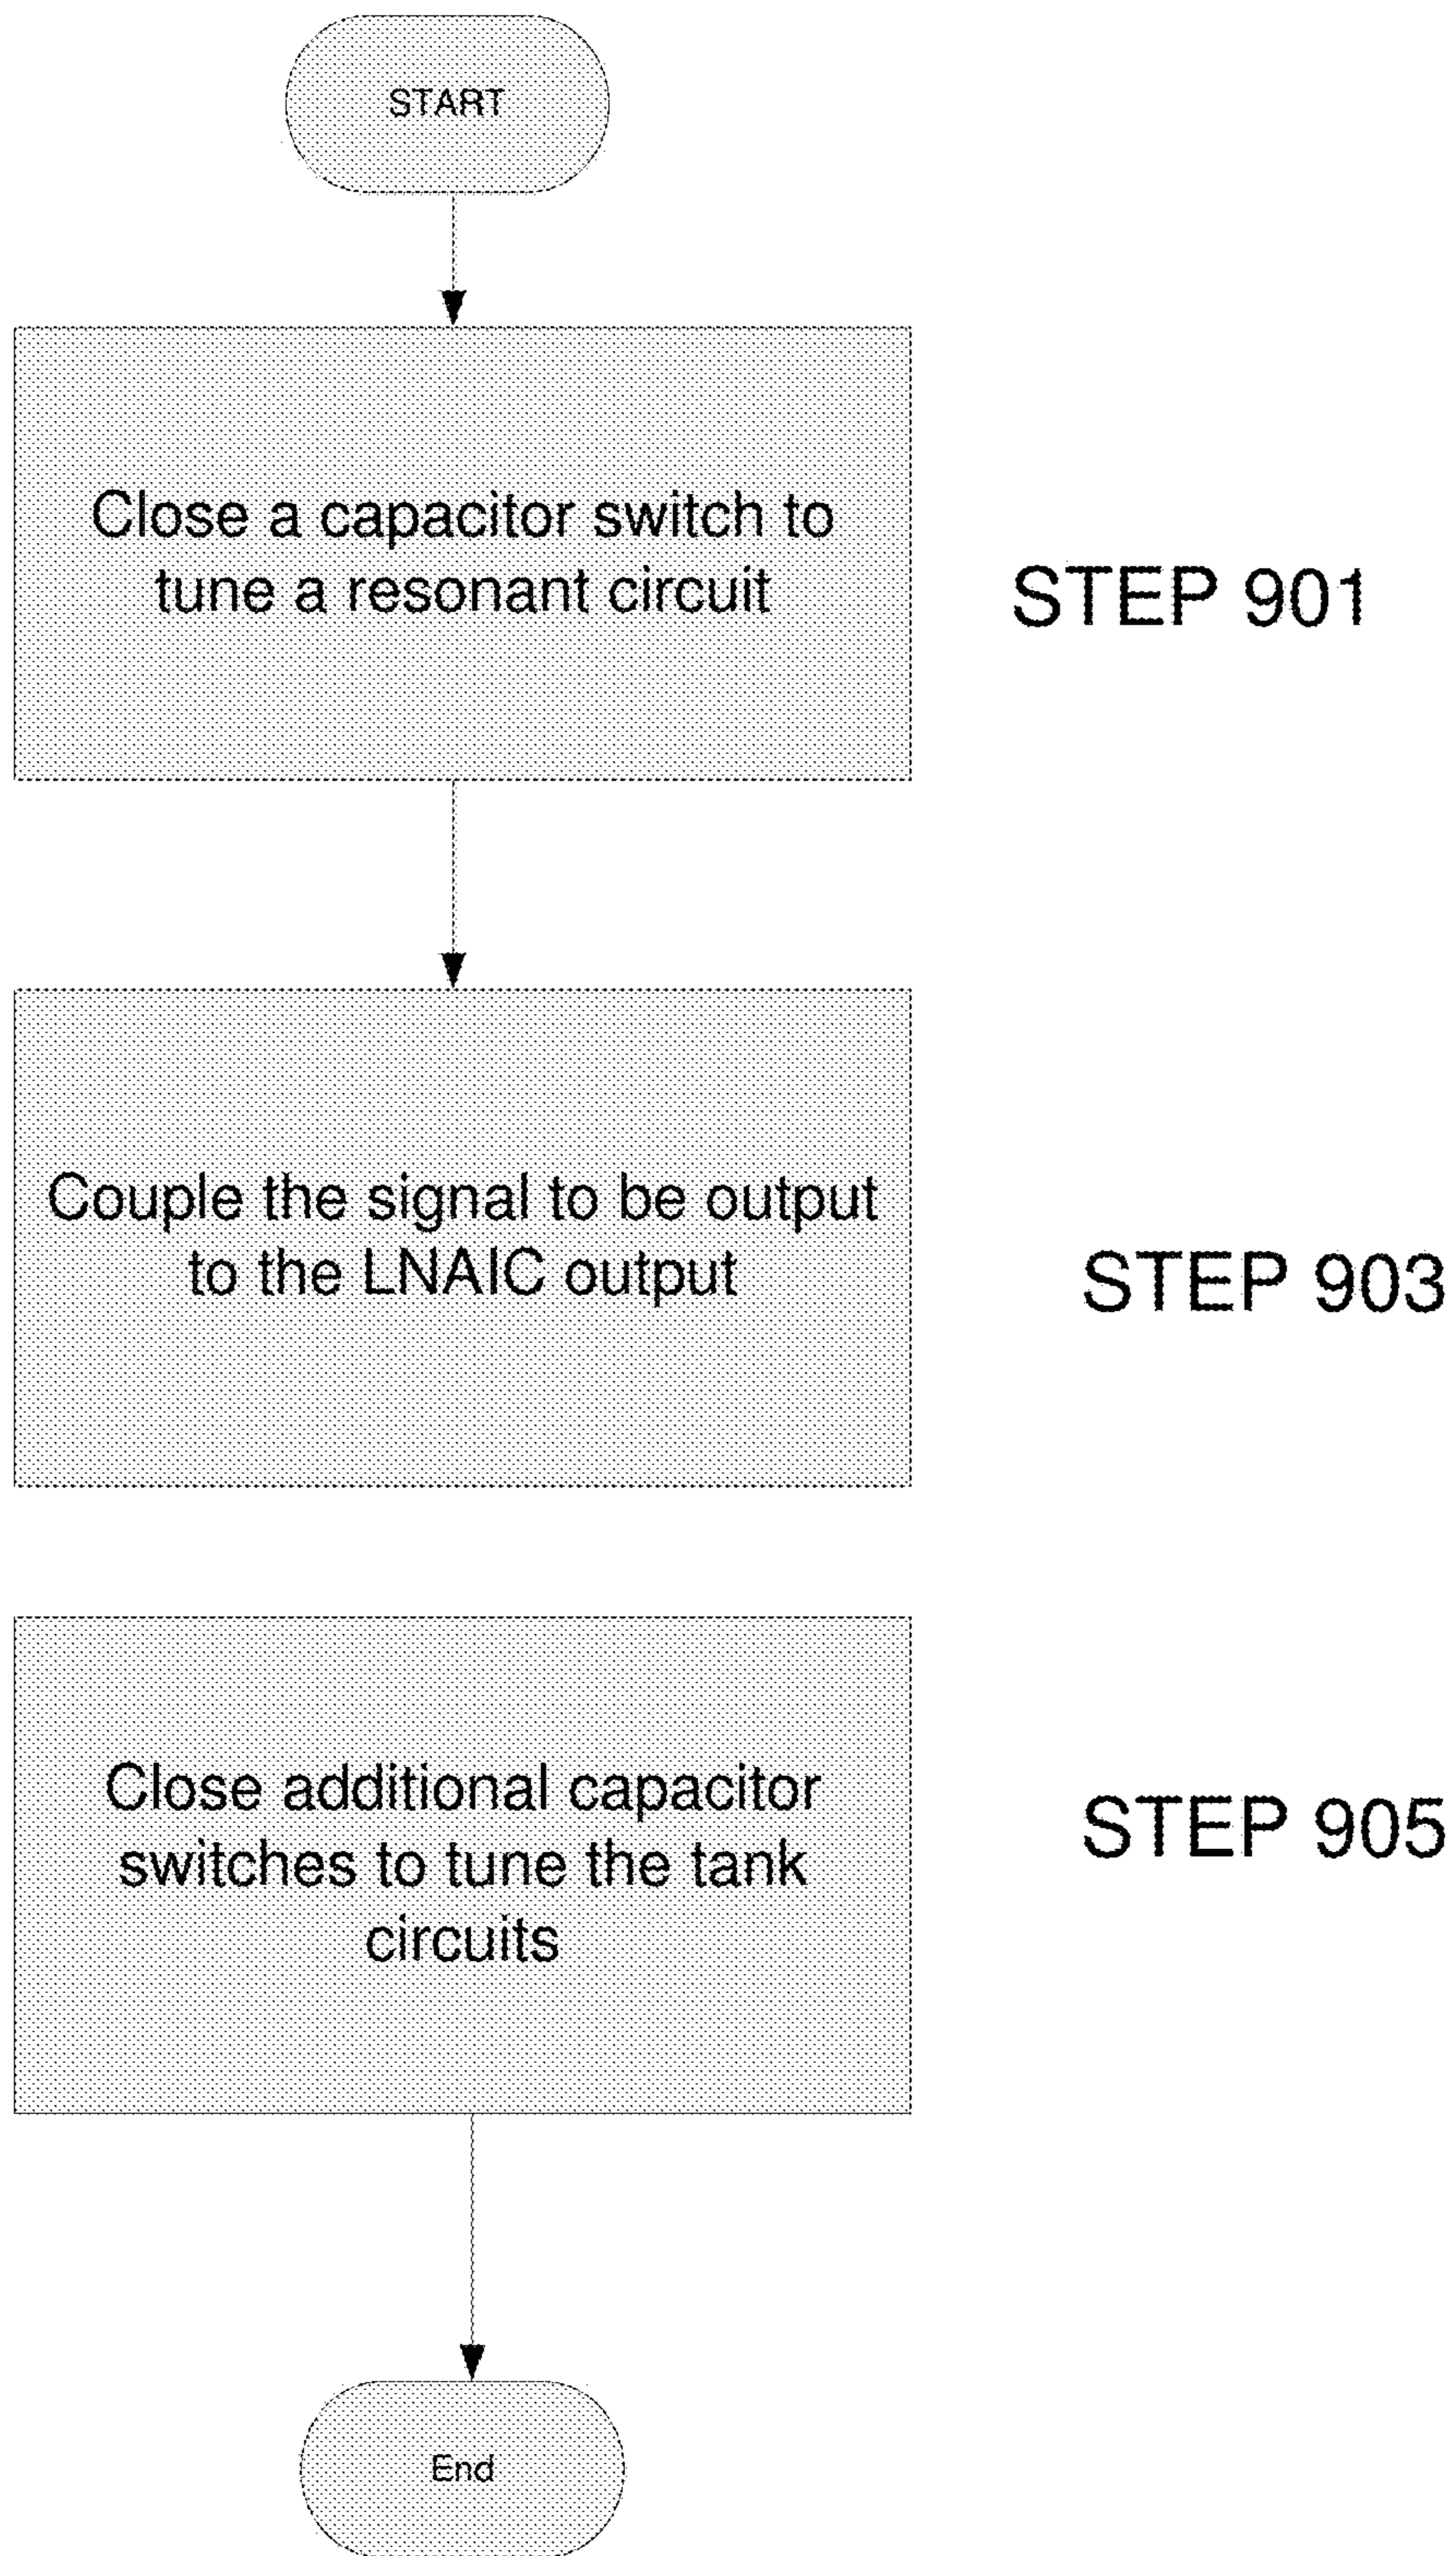 START
Close a capacitor switch to
tune a resonant circuit
STEP 901
Couple the signal to be output
to the LNAIC output
STEP 903
Close additional capacitor
switches to tune the tank
circuits
STEP 905
End